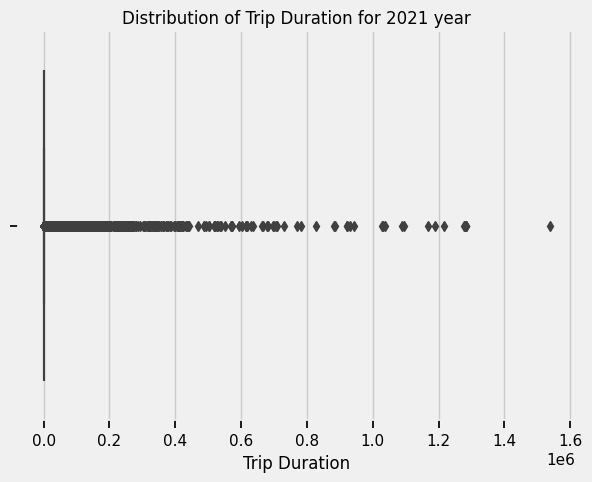 Distribution of Trip Duration for 2021 year
0.0 0.2 0.4 0.6 0.8 1.0 1.2 1.4 1.6
1e6
Trip Duration